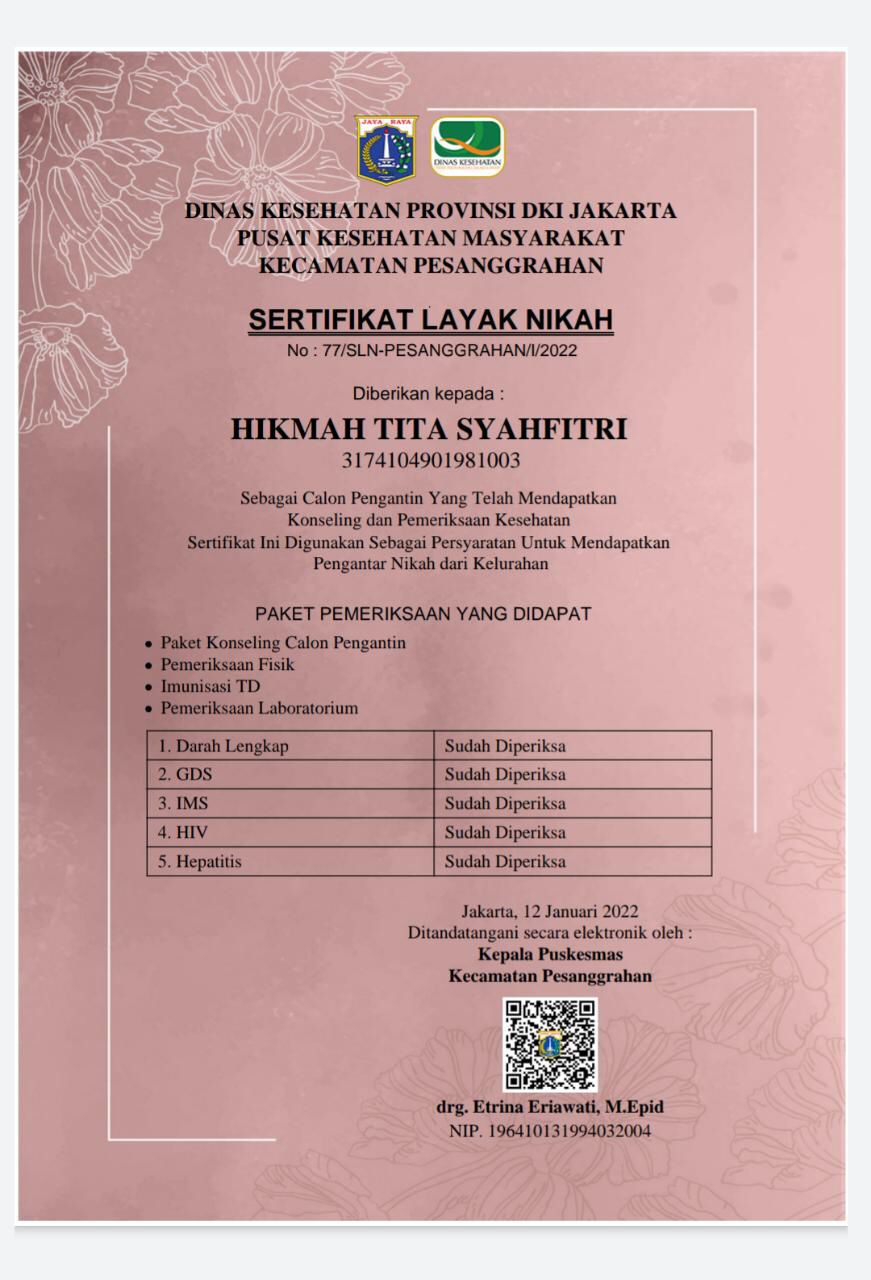 JAYA RAYA
DINAS KESEHATAN
DINAS KESEHATAN PROVINSI DKI JAKARTA
PUSAT KESEHATAN MASYARAKAT
KECAMATAN PESANGGRAHAN
SERTIFIKAT LAYAK NIKAH
No : 77/SLN-PESANGGRAHAN/I/2022
Diberikan kepada :
HIKMAH TITA SYAHFITRI
3174104901981003
Sebagai Calon Pengantin Yang Telah Mendapatkan
Konseling dan Pemeriksaan Kesehatan
Sertifikat Ini Digunakan Sebagai Persyaratan Untuk Mendapatkan
Pengantar Nikah dari Kelurahan
PAKET PEMERIKSAAN YANG DIDAPAT
• Paket Konseling Calon Pengantin
• Pemeriksaan Fisik
• Imunisasi TD
• Pemeriksaan Laboratorium
1. Darah Lengkap Sudah Diperiksa
2. GDS Sudah Diperiksa
3. IMS Sudah Diperiksa
4. HIV Sudah Diperiksa
5. Hepatitis Sudah Diperiksa
Jakarta, 12 Januari 2022
Ditandatangani secara elektronik oleh :
Kepala Puskesmas
Kecamatan Pesanggrahan
drg. Etrina Eriawati, M.Epid
NIP. 196410131994032004